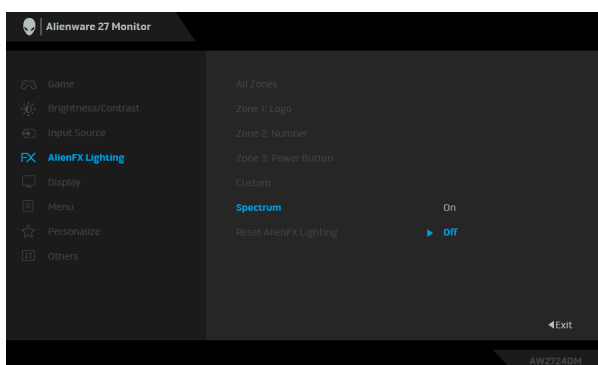 Alienware 27 Monitor
Game
Brightness/Contrast
Input Source
FX AlienFX Lighting
Display
Menu
Personalize
Others
All Zones
Zone 1: Logo
Zone 2: Number
Zone 3: Power Button
Custom
Spectrum On
Reset AlienFX Lighting Off
Exit
AW2724DM